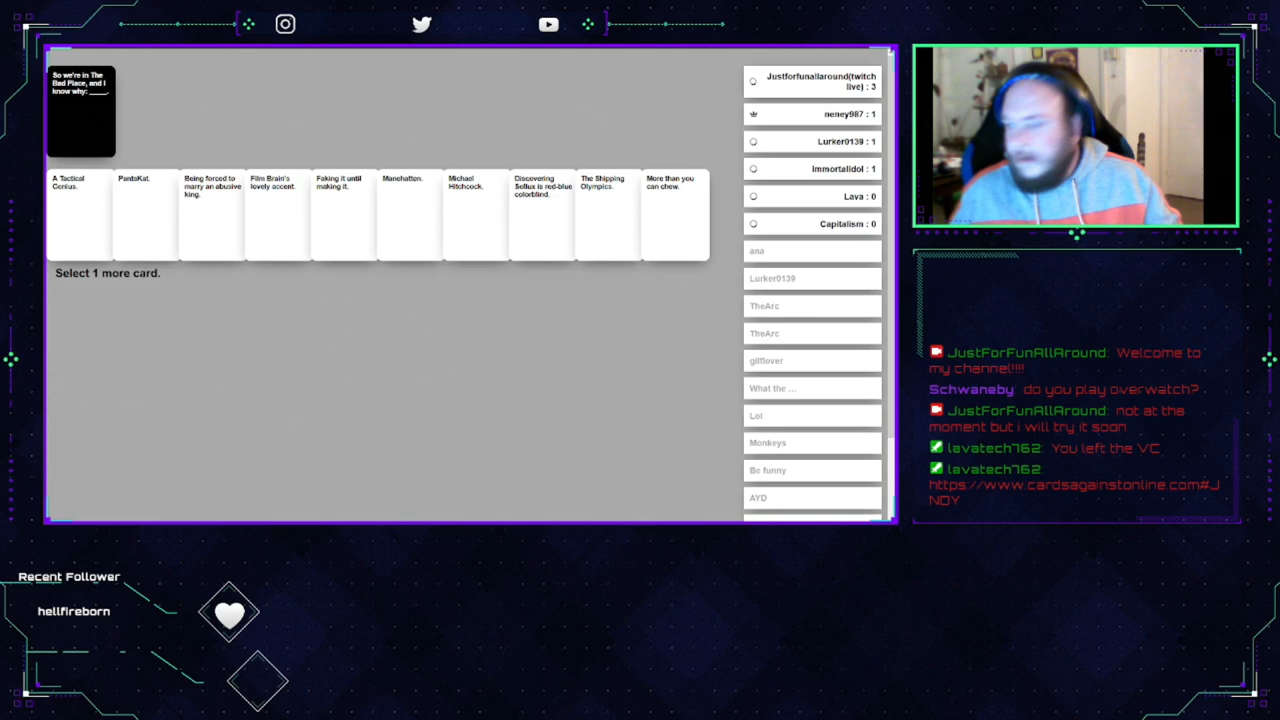 So we're in The
Bad Place, and I
know why: ____.
A Tactical
Genius.
PantsKat.
Being forced to
marry an abusive
king.
Film Brain's
lovely accent.
Faking it until
making it.
Manehatten.
Michael
Hitchcock.
Discovering
Sollux is red-blue
colorblind.
The Shipping
Olympics.
More than you
can chew.
Select 1 more card.
Justforfunallaround(twitch
live) : 3
neney987 : 1
Lurker0139 : 1
Immortalidol : 1
Lava : 0
Capitalism : 0
ana
Lurker0139
TheArc
TheArc
gilflover
What the ...
Lol
Monkeys
Be funny
AYD
JustForFunAllAround: Welcome to
my channel!!!!
Schwaneby: do you play overwatch?
JustForFunAllAround: not at the
moment but i will try it soon
lavatech762: You left the VC
lavatech762:
https://www.cardsagainstonline.com#J
NDY
Recent Follower
hellfireborn